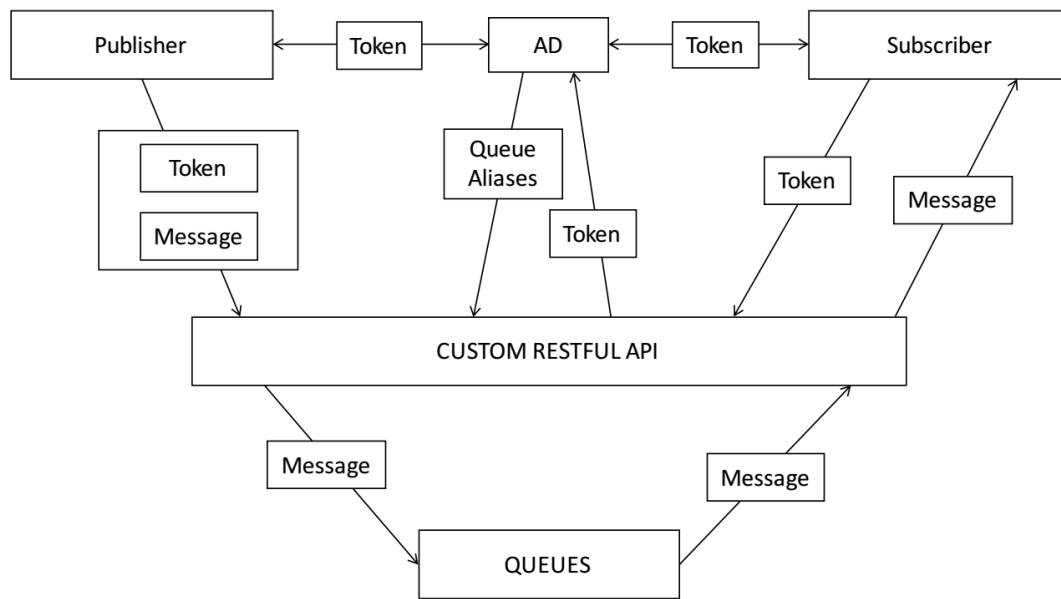 Publisher
Token
AD
Token
Subscriber
Token
Message
Queue
Aliases
Token
Token
Message
CUSTOM RESTFUL API
Message
Message
QUEUES